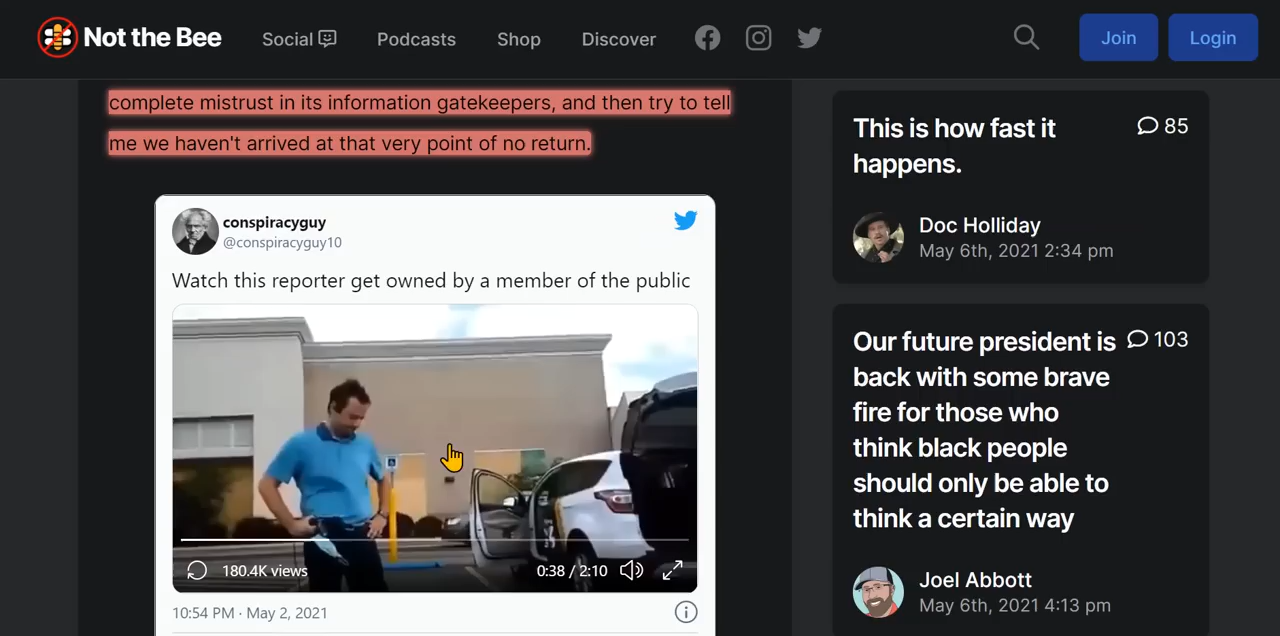 Not the Bee
Social
Podcasts
Shop
Discover
Join
Login
complete mistrust in its information gatekeepers, and then try to tell
me we haven't arrived at that very point of no return.
conspiracyguy
@conspiracyguy10
Watch this reporter get owned by a member of the public
180.4K views
0:38 / 2:10
10:54 PM · May 2, 2021
This is how fast it
happens.
85
Doc Holliday
May 6th, 2021 2:34 pm
Our future president is
back with some brave
fire for those who
think black people
should only be able to
think a certain way
103
Joel Abbott
May 6th, 2021 4:13 pm